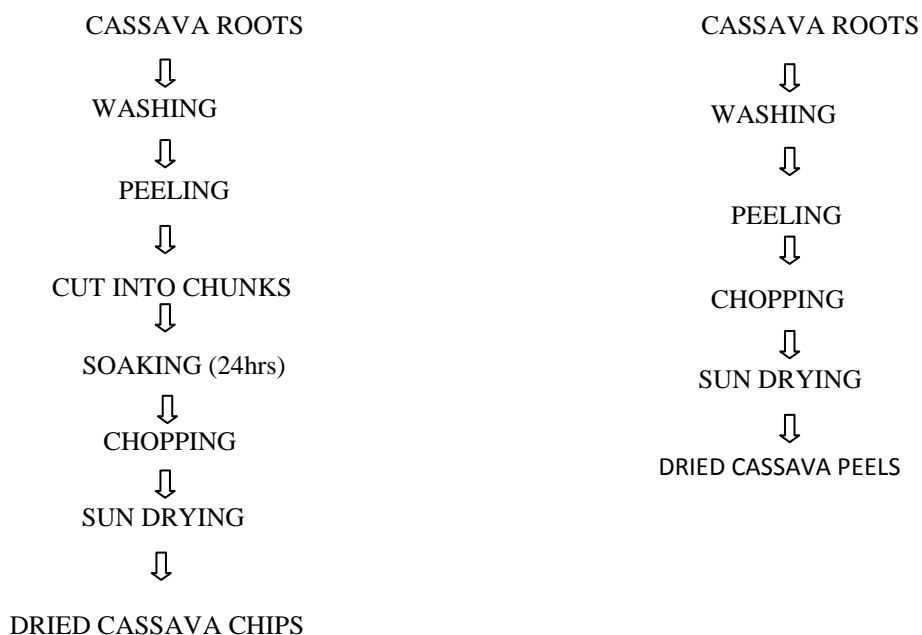 CASSAVA ROOTS
WASHING
PEELING
CUT INTO CHUNKS
SOAKING (24hrs)
CHOPPING
SUN DRYING
DRIED CASSAVA CHIPS
CASSAVA ROOTS
WASHING
PEELING
CHOPPING
SUN DRYING
DRIED CASSAVA PEELS